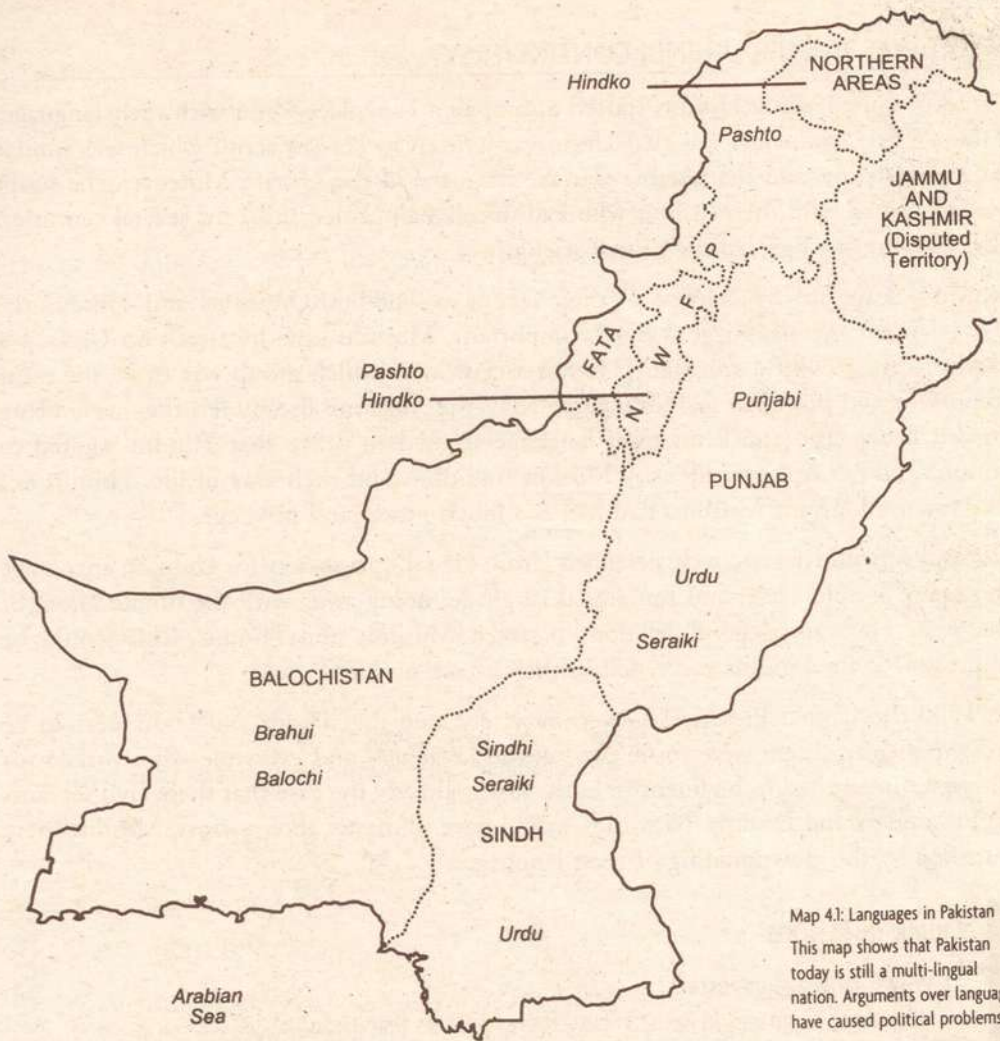 Hindko
NORTHERN
AREAS
Pashto
JAMMU
AND
KASHMIR
(Disputed
Territory)
N W F P
FATA
Pashto
Hindko
Punjabi
PUNJAB
Urdu
Seraiki
BALOCHISTAN
Brahui
Balochi
Sindhi
Seraiki
SINDH
Urdu
Arabian
Sea
Map 4.1: Languages in Pakistan
This map shows that Pakistan
today is still a multi-lingual
nation. Arguments over languag
have caused political problems